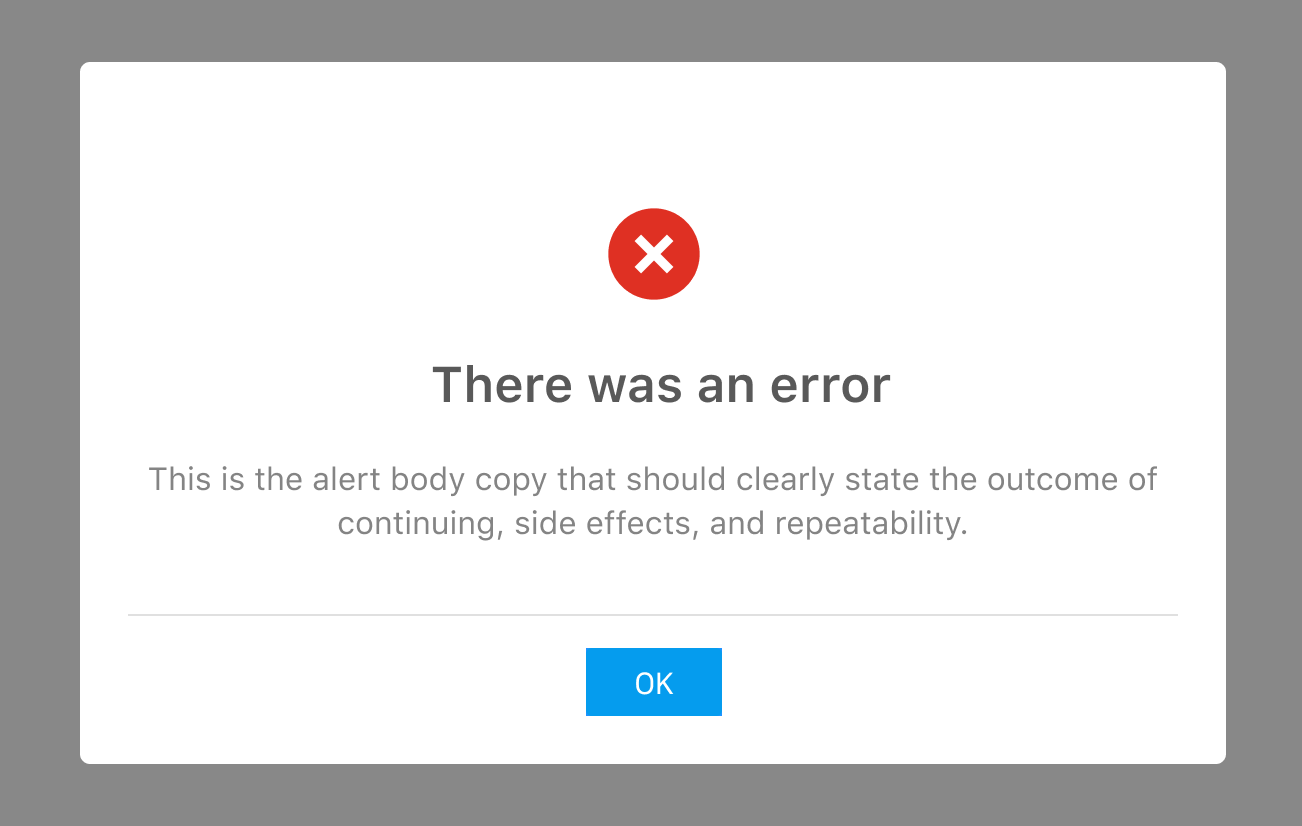 There was an error
This is the alert body copy that should clearly state the outcome of
continuing, side effects, and repeatability.
OK